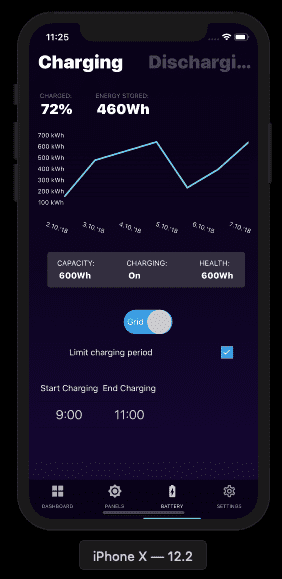 11:25
Charging Dischargi...
CHARGED: ENERGY STORED:
72% 460Wh
700 kWh
600 kWh
500 kWh
400 kWh
300 kWh
200 kWh
100 kWh
2.10.'18 3.10.'18 4.10.'18 5.10.'18 6.10.'18 7.10.'18
CAPACITY: CHARGING: HEALTH:
600Wh On 600Wh
Grid
Limit charging period
Start Charging End Charging
9:00 11:00
DASHBOARD PANELS BATTERY SETTINGS
iPhone X — 12.2